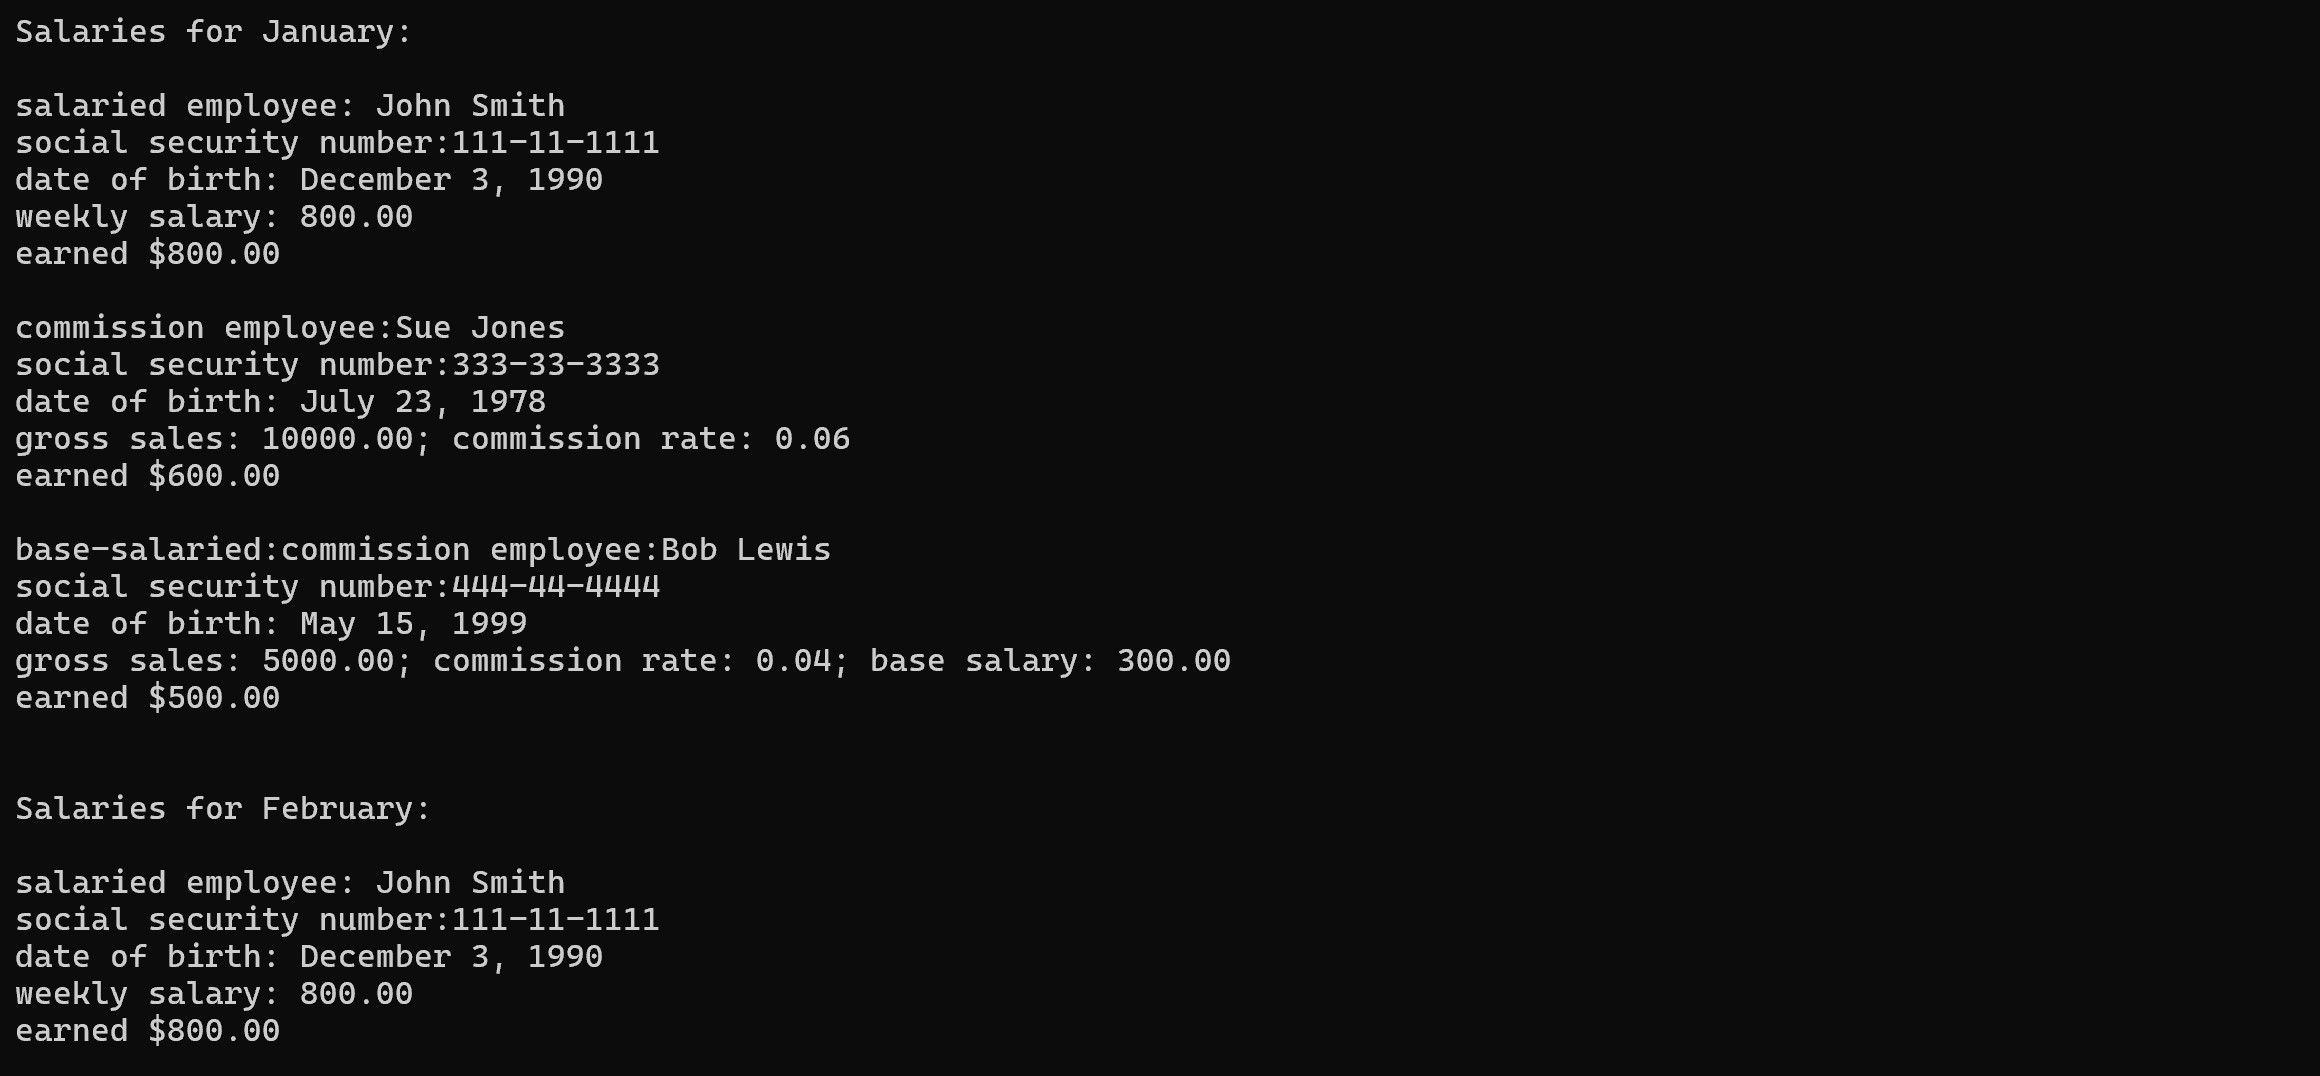 Salaries for January:
salaried employee: John Smith
social security number:111-11-1111
date of birth: December 3, 1990
weekly salary: 800.00
earned $800.00
commission employee:Sue Jones
social security number:333-33-3333
date of birth: July 23, 1978
gross sales: 10000.00; commission rate: 0.06
earned $600.00
base-salaried:commission employee:Bob Lewis
social security number:444-44-4444
date of birth: May 15, 1999
gross sales: 5000.00; commission rate: 0.04; base salary: 300.00
earned $500.00
Salaries for February:
salaried employee: John Smith
social security number:111-11-1111
date of birth: December 3, 1990
weekly salary: 800.00
earned $800.00